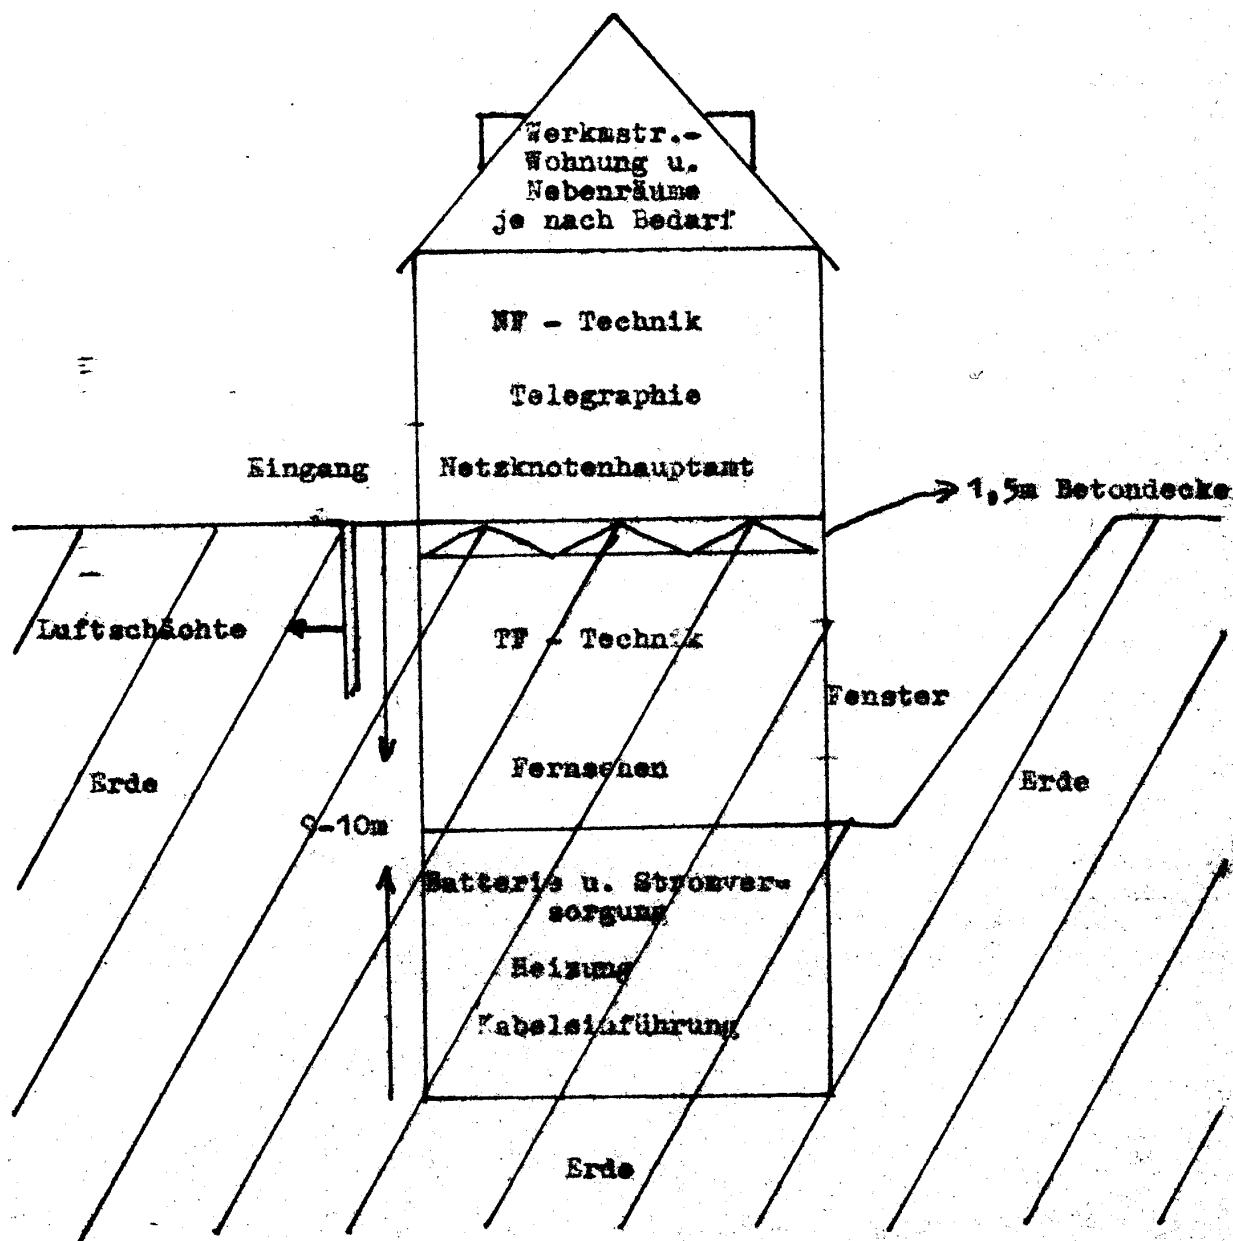 Werkmstr.-
Wohnung u.
Nebenräume
je nach Bedarf
NF - Technik
Telegraphie
Eingang
Netzknotenhauptamt
1,5m Betondecke
Luftschächte
TF - Technik
Fenster
Fernsehen
Erde
Erde
9-10m
Batterie u. Stromver-
sorgung
Heizung
Kabeleinführung
Erde